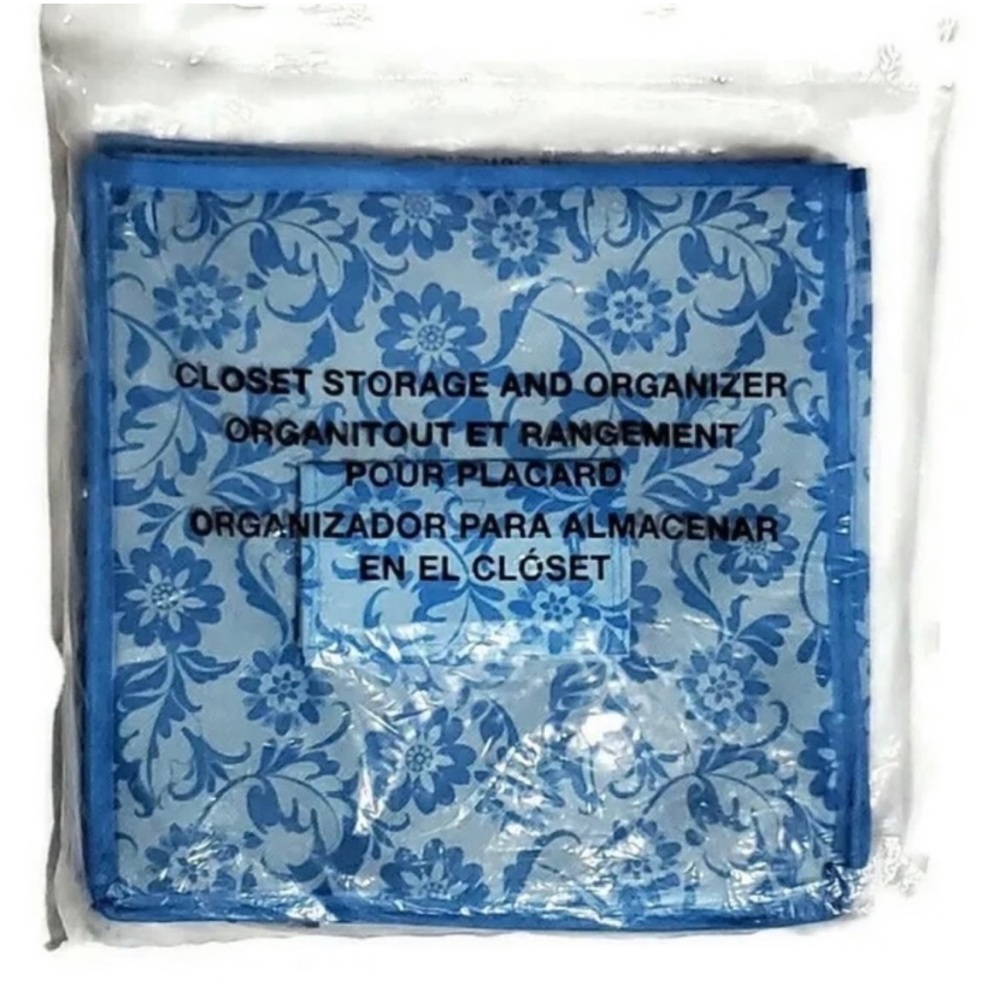 CLOSET STORAGE AND ORGANIZER
ORGANITOUT ET RANGEMENT
POUR PLACARD
ORGANIZADOR PARA ALMACENAR
EN EL CLÓSET